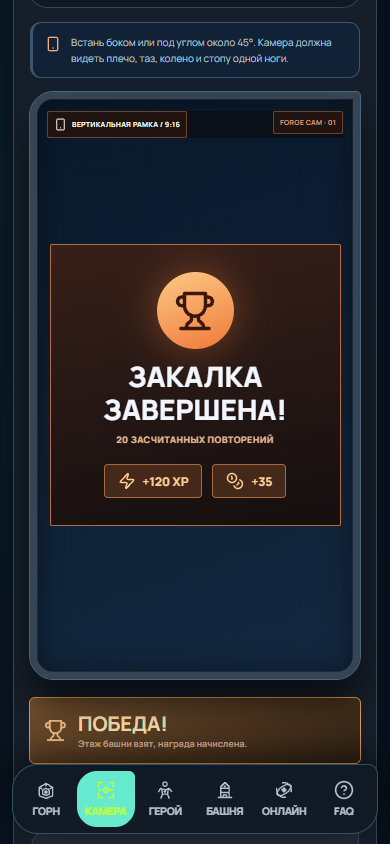 Встань боком или под углом около 45°. Камера должна
видеть плечо, таз, колено и стопу одной ноги.
ВЕРТИКАЛЬНАЯ РАМКА / 9:16
FORGE CAM · 01
ЗАКАЛКА
ЗАВЕРШЕНА!
20 ЗАСЧИТАННЫХ ПОВТОРЕНИЙ
+120 XP
+35
ПОБЕДА!
Этаж башни взят, награда начислена.
ГОРН
КАМЕРА
ГЕРОЙ
БАШНЯ
ОНЛАЙН
FAQ